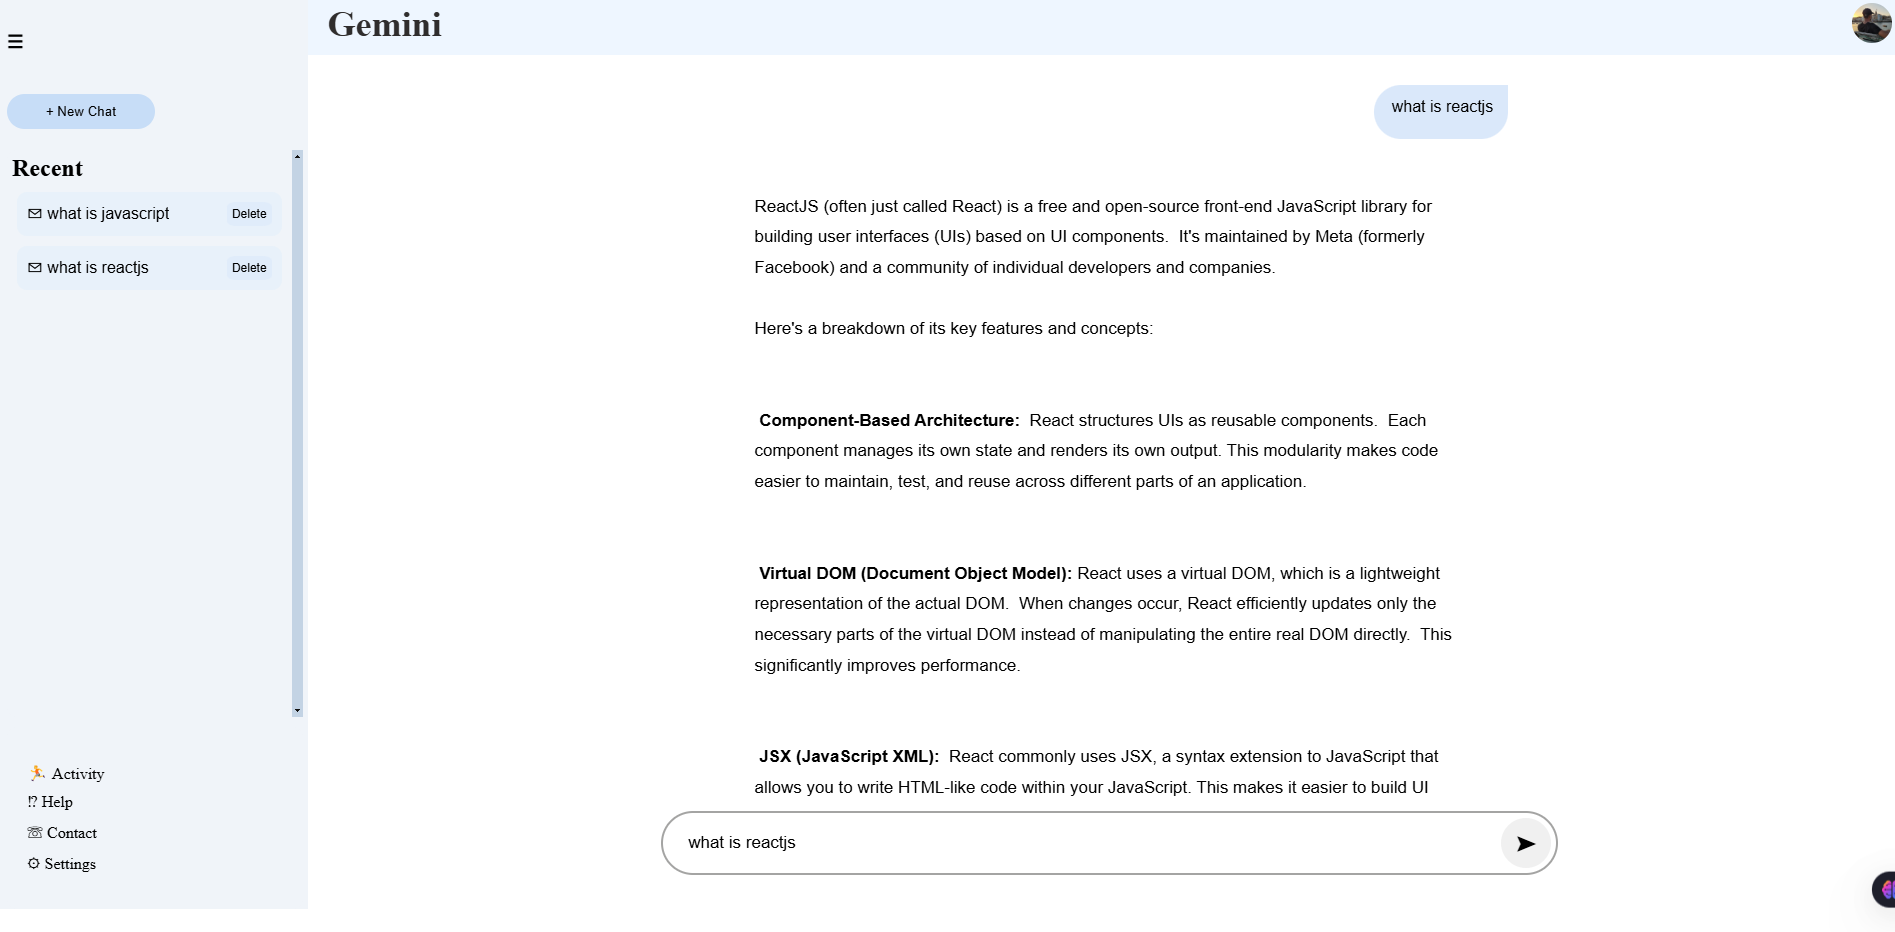 Gemini
+ New Chat
Recent
what is javascript Delete
what is reactjs Delete
Activity
⁉ Help
☏ Contact
⚙ Settings
what is reactjs
ReactJS (often just called React) is a free and open-source front-end JavaScript library for
building user interfaces (UIs) based on UI components.  It's maintained by Meta (formerly
Facebook) and a community of individual developers and companies.
Here's a breakdown of its key features and concepts:
Component-Based Architecture:  React structures UIs as reusable components.  Each
component manages its own state and renders its own output. This modularity makes code
easier to maintain, test, and reuse across different parts of an application.
Virtual DOM (Document Object Model): React uses a virtual DOM, which is a lightweight
representation of the actual DOM.  When changes occur, React efficiently updates only the
necessary parts of the virtual DOM instead of manipulating the entire real DOM directly.  This
significantly improves performance.
JSX (JavaScript XML):  React commonly uses JSX, a syntax extension to JavaScript that
allows you to write HTML-like code within your JavaScript. This makes it easier to build UI
what is reactjs